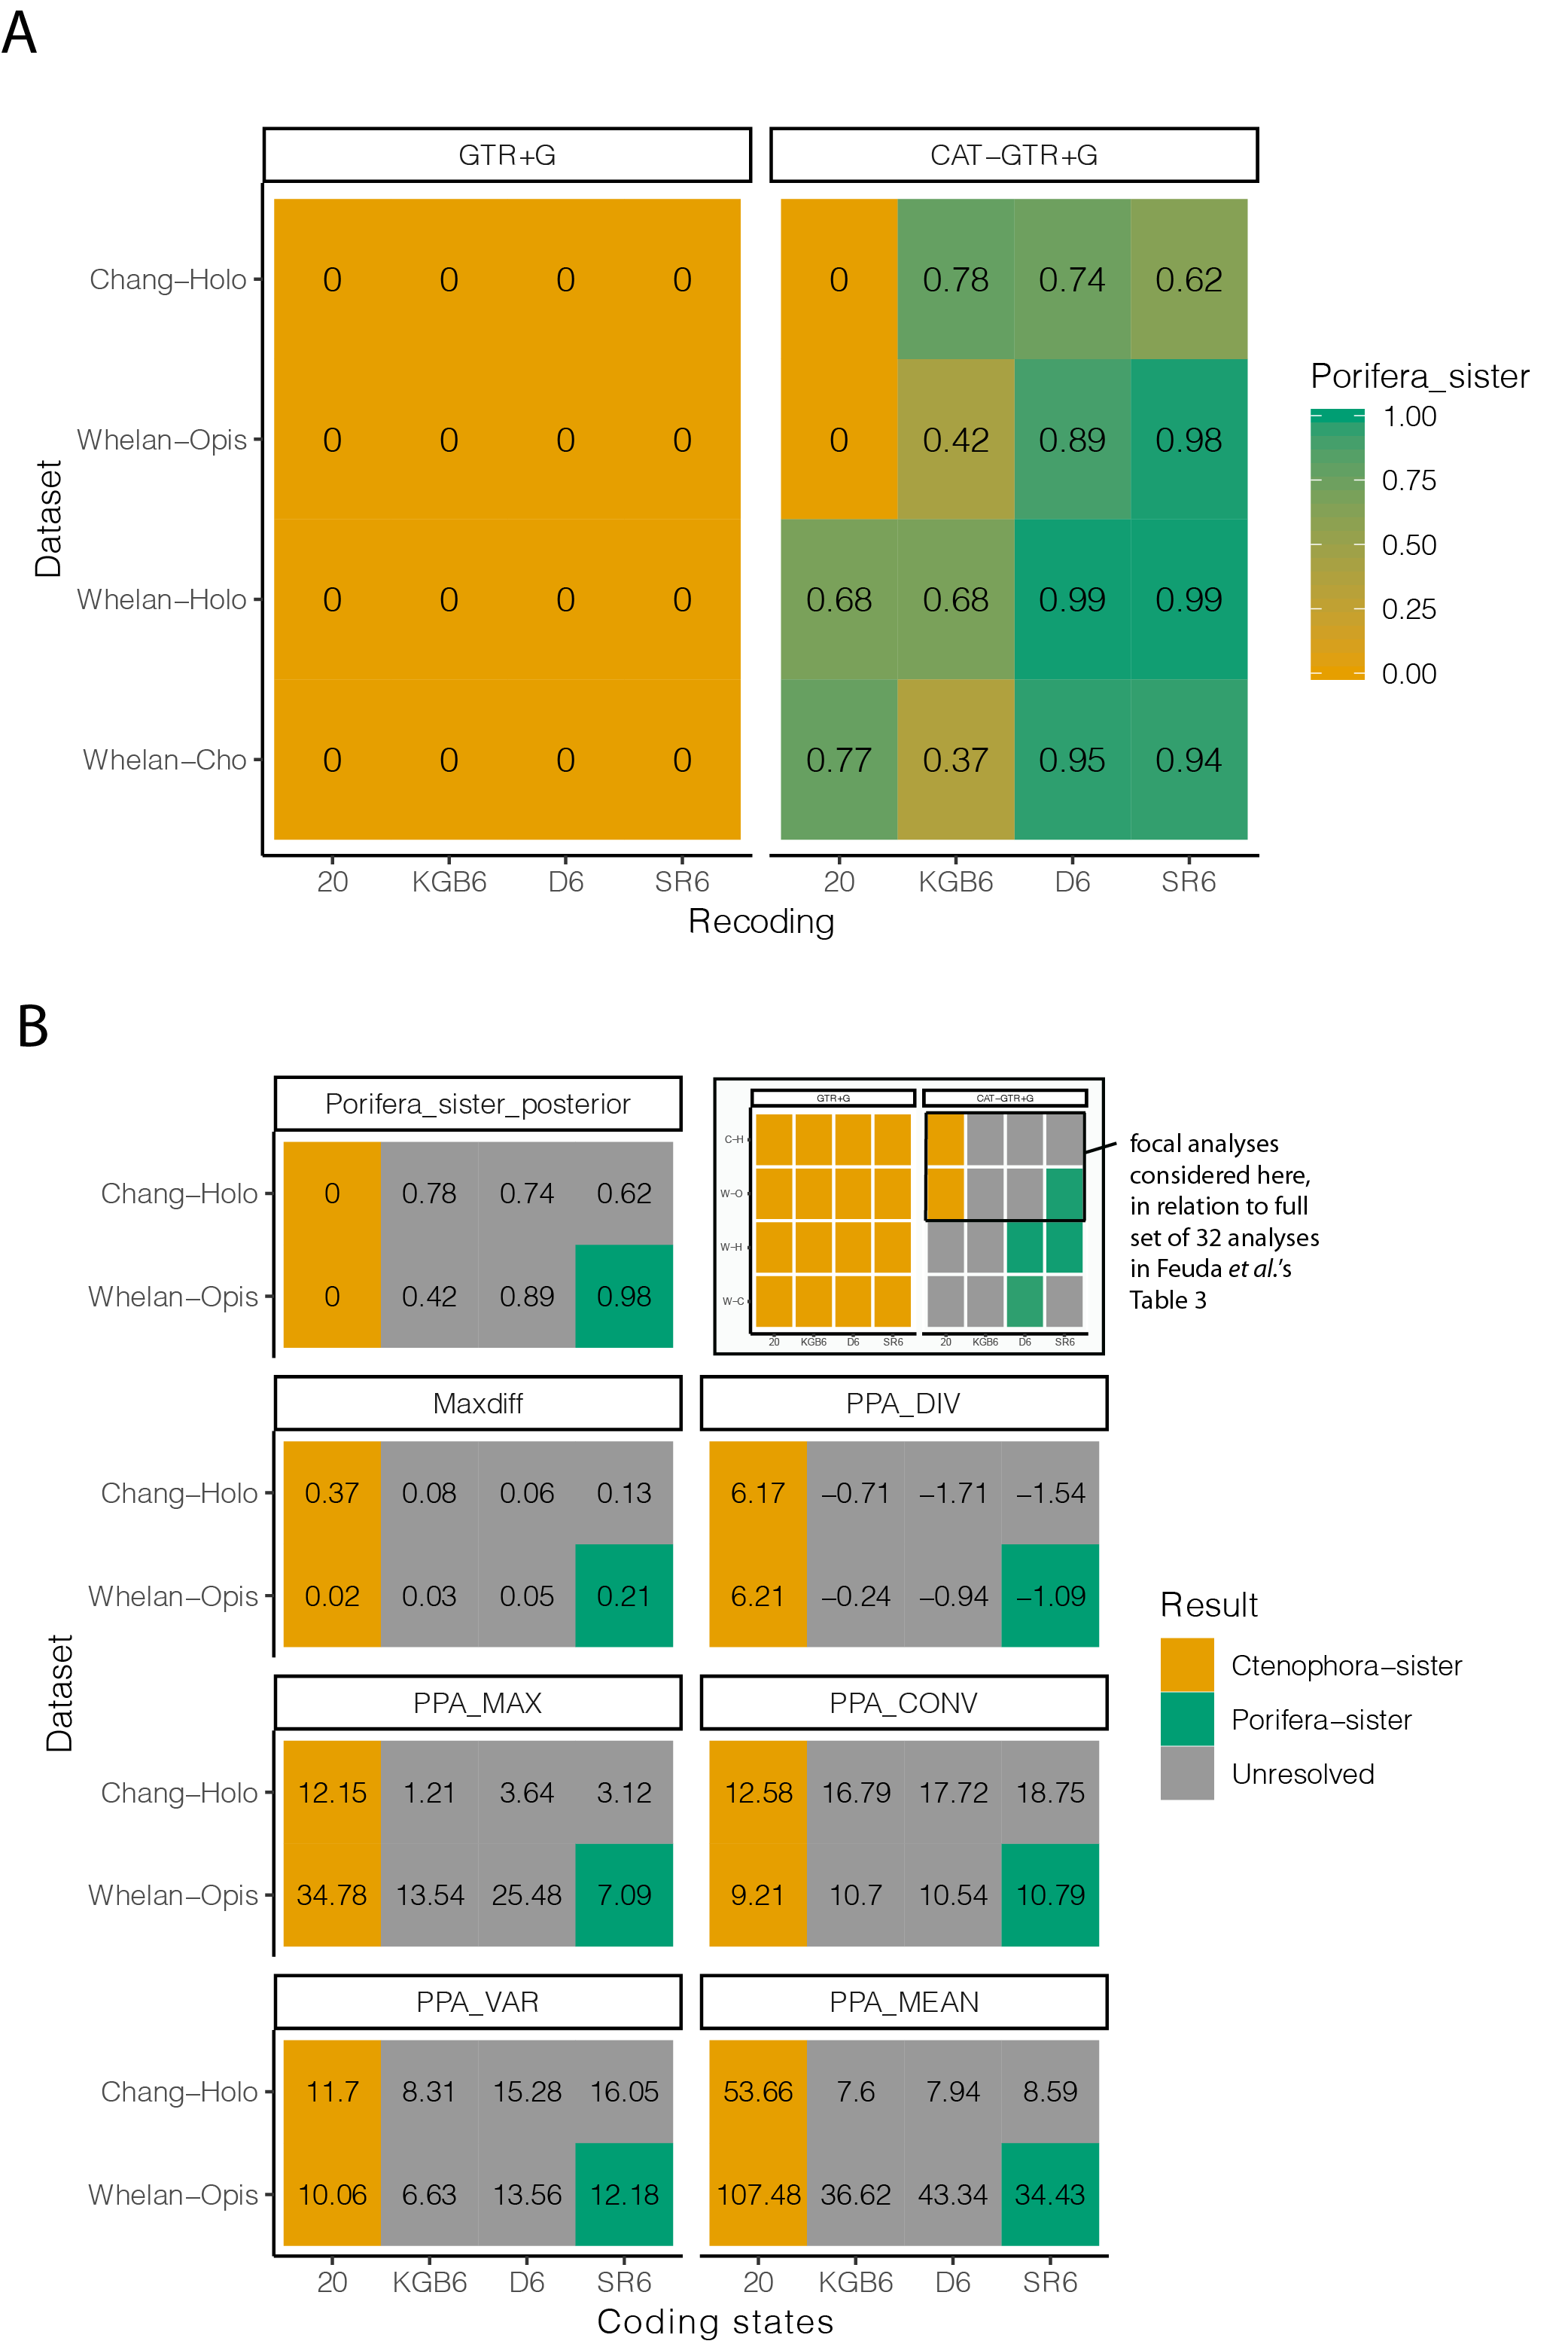 A
GTR+G CAT−GTR+G
Chang−Holo 0 0 0 0 0 0.78 0.74 0.62
Whelan−Opis 0 0 0 0 0 0.42 0.89 0.98
Whelan−Holo 0 0 0 0 0.68 0.68 0.99 0.99
Whelan−Cho 0 0 0 0 0.77 0.37 0.95 0.94
Dataset
20 KGB6 D6 SR6 20 KGB6 D6 SR6
Recoding
Porifera_sister
1.00
0.75
0.50
0.25
0.00
B
Porifera_sister_posterior
Chang−Holo 0 0.78 0.74 0.62
Whelan−Opis 0 0.42 0.89 0.98
GTR+G CAT−GTR+G
C−H
W−O
W−H
W−C
20 KGB6 D6 SR6 20 KGB6 D6 SR6
focal analyses
considered here,
in relation to full
set of 32 analyses
in Feuda et al.’s
Table 3
Maxdiff PPA_DIV
Chang−Holo 0.37 0.08 0.06 0.13 6.17 −0.71 −1.71 −1.54
Whelan−Opis 0.02 0.03 0.05 0.21 6.21 −0.24 −0.94 −1.09
PPA_MAX PPA_CONV
Chang−Holo 12.15 1.21 3.64 3.12 12.58 16.79 17.72 18.75
Whelan−Opis 34.78 13.54 25.48 7.09 9.21 10.7 10.54 10.79
PPA_VAR PPA_MEAN
Chang−Holo 11.7 8.31 15.28 16.05 53.66 7.6 7.94 8.59
Whelan−Opis 10.06 6.63 13.56 12.18 107.48 36.62 43.34 34.43
Dataset
20 KGB6 D6 SR6 20 KGB6 D6 SR6
Coding states
Result
Ctenophora−sister
Porifera−sister
Unresolved